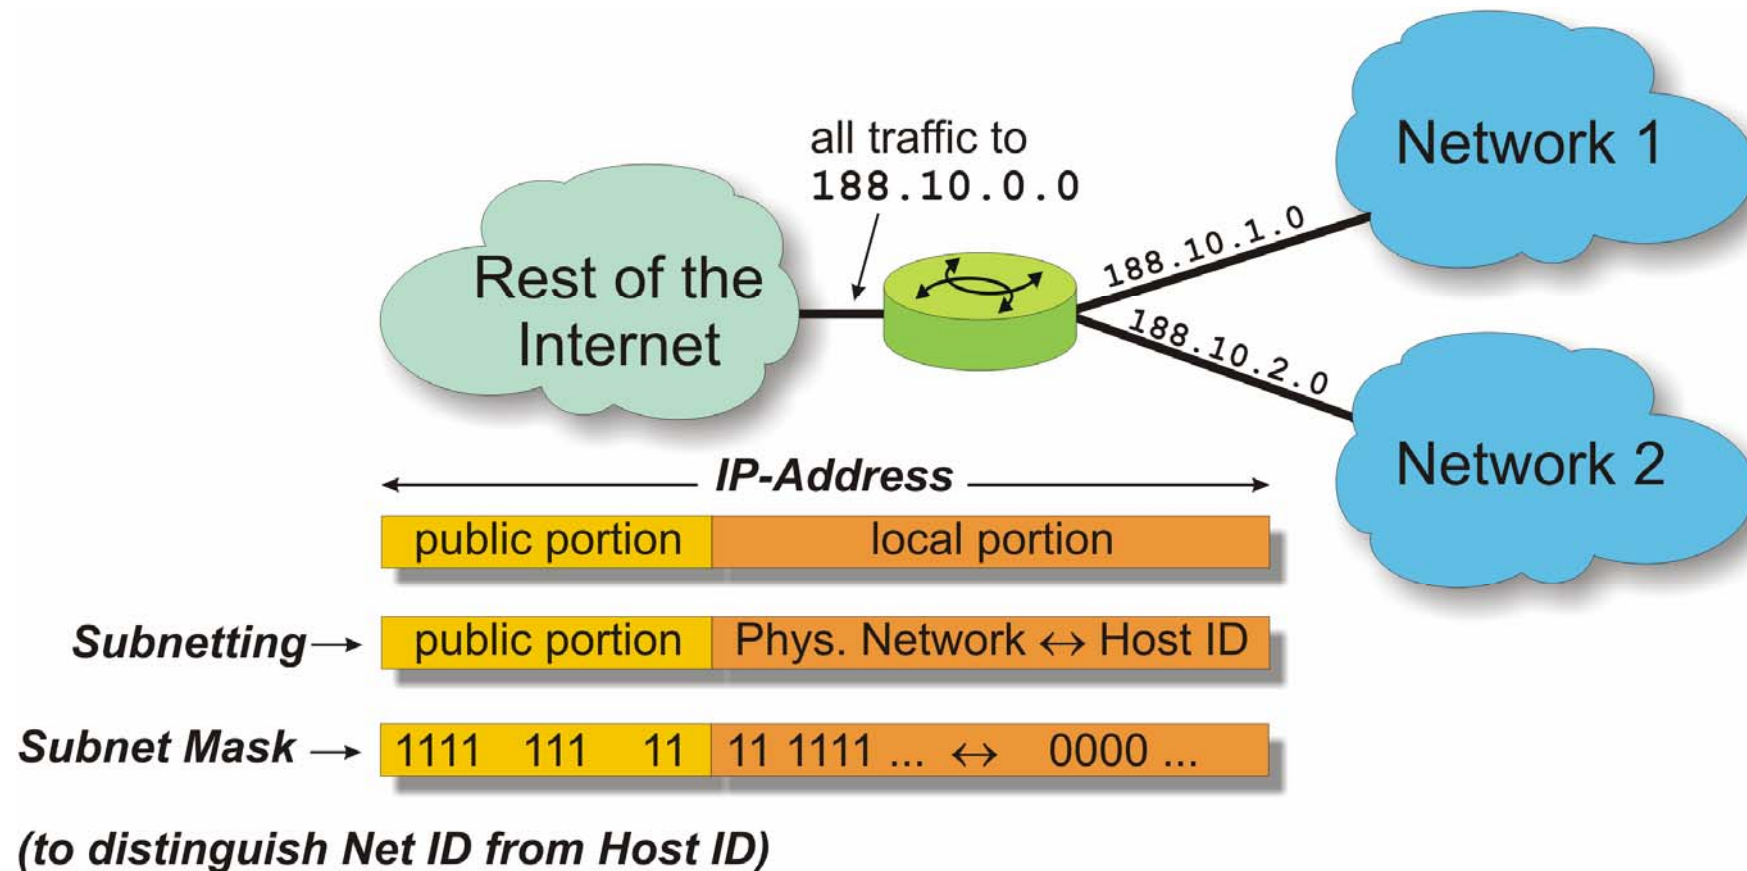 all traffic to
188.10.0.0
Network 1
Rest of the
Internet
188.10.1.0
188.10.2.0
Network 2
IP-Address
public portion local portion
Subnetting public portion Phys. Network ↔ Host ID
Subnet Mask 1111 111 11 11 1111 ... ↔ 0000 ...
(to distinguish Net ID from Host ID)